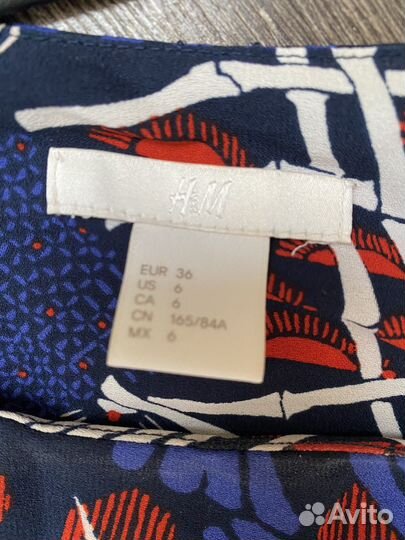 H&M
EUR 36
US 6
CA 6
CN 165/84A
MX 6
Avito